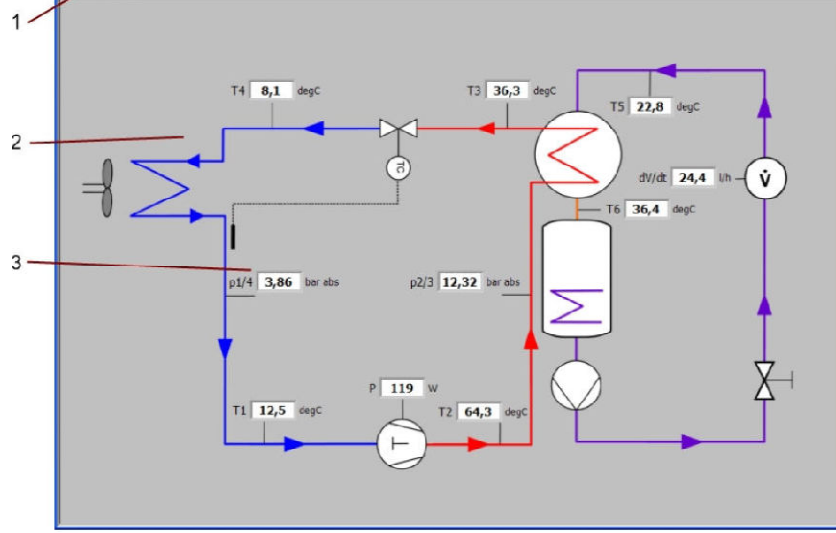 1
T4 8,1 degC
T3 36,3 degC
T5 22,8 degC
2
TC
dV/dt 24,4 l/h
V̇
T6 36,4 degC
3
p1/4 3,86 bar abs
p2/3 12,32 bar abs
P 119 W
T1 12,5 degC
T2 64,3 degC